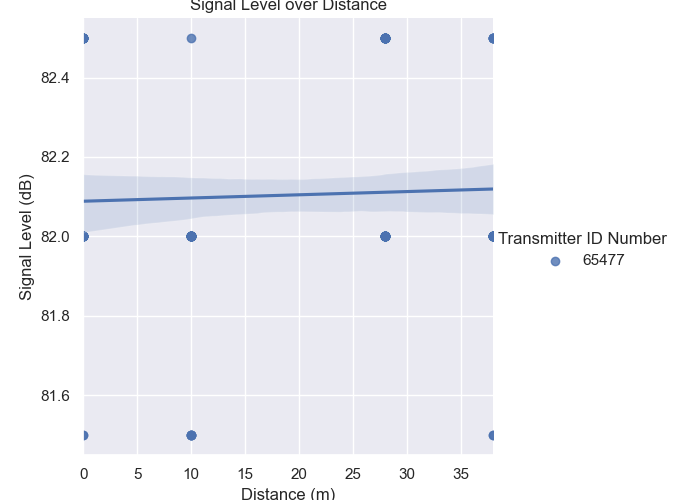 Signal Level over Distance
Signal Level (dB)
82.4
82.2
82.0
81.8
81.6
0 5 10 15 20 25 30 35
Distance (m)
Transmitter ID Number
65477